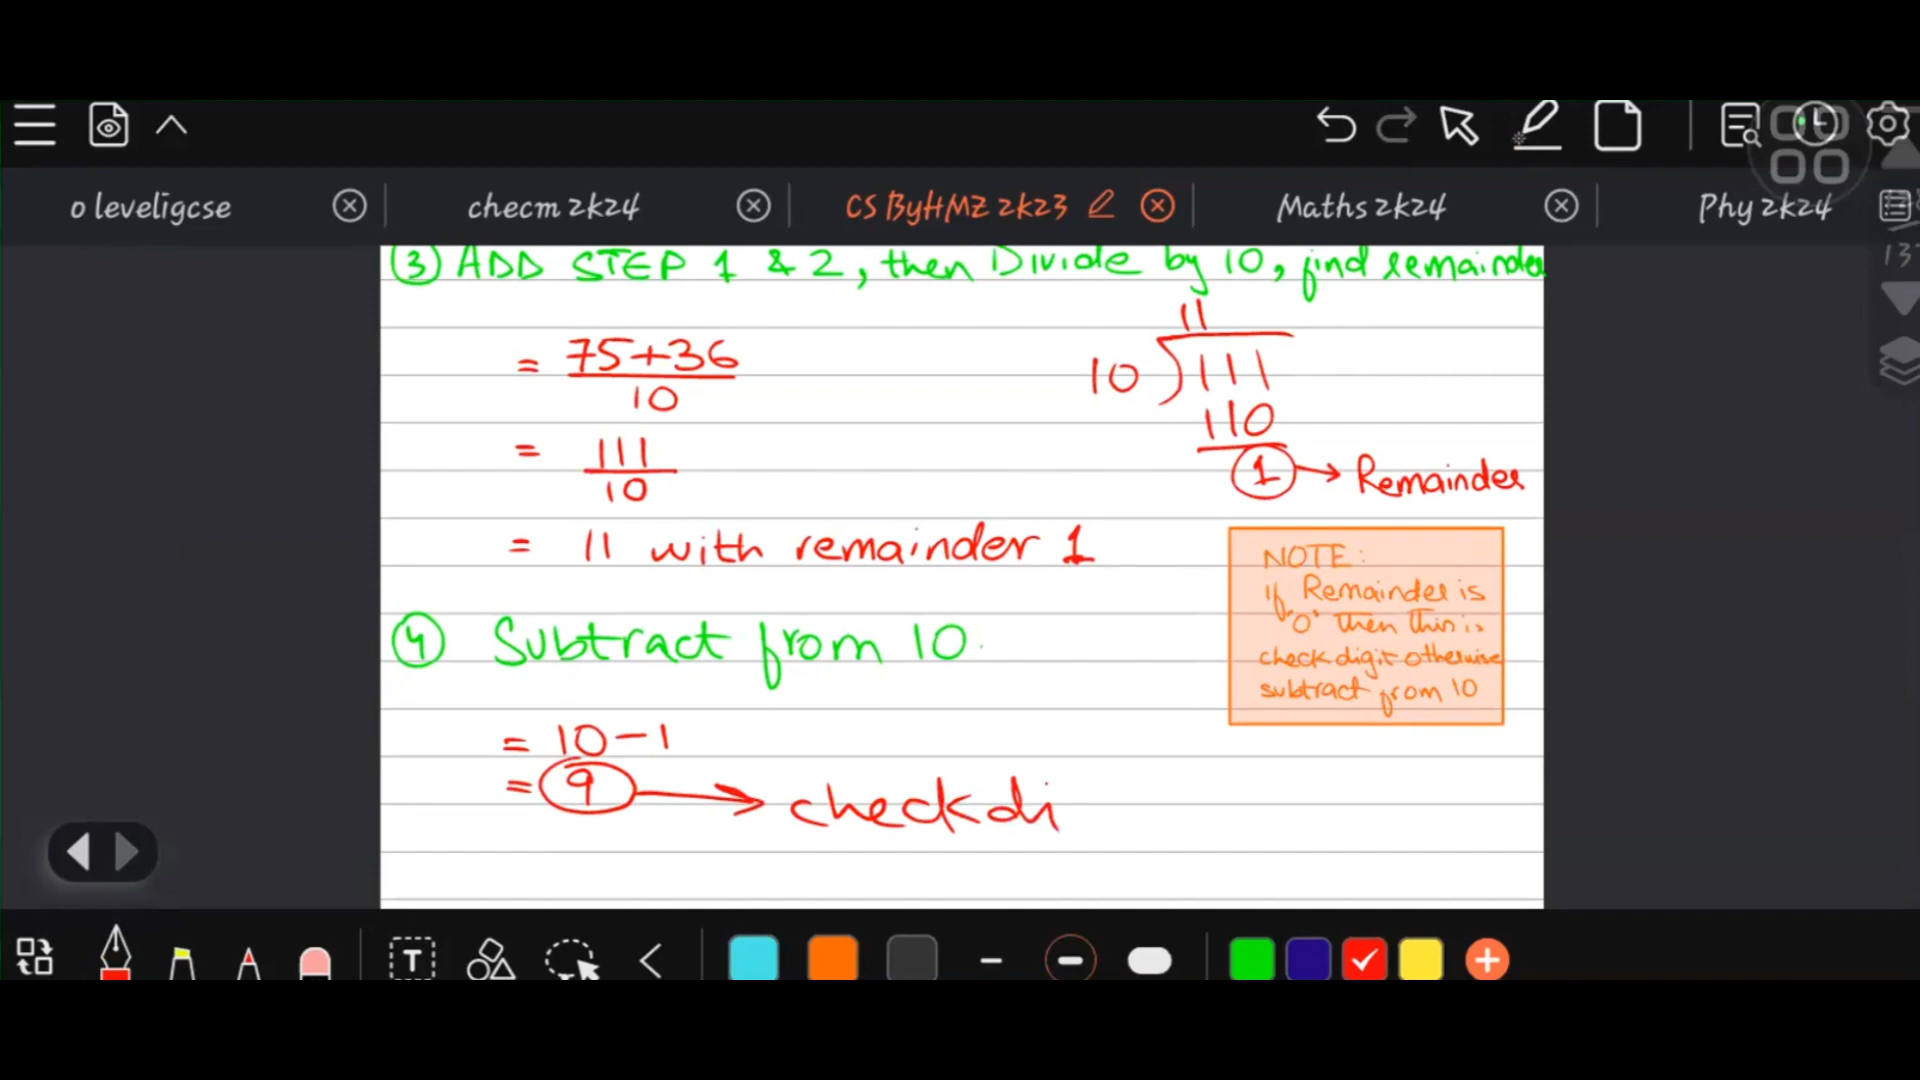 o leveligcse
checm 2k24
CS ByHMZ 2k23
Maths 2k24
Phy 2k24
③ ADD STEP 1 & 2, then Divide by 10, find remainder
= 75+36
10
= 111
10
= 11 with remainder 1
11
10 111
110
1 → Remainder
NOTE:
if Remainder is
"0" then this is
check digit otherwise
subtract from 10
④ Subtract from 10.
= 10-1
= 9 → check di
T